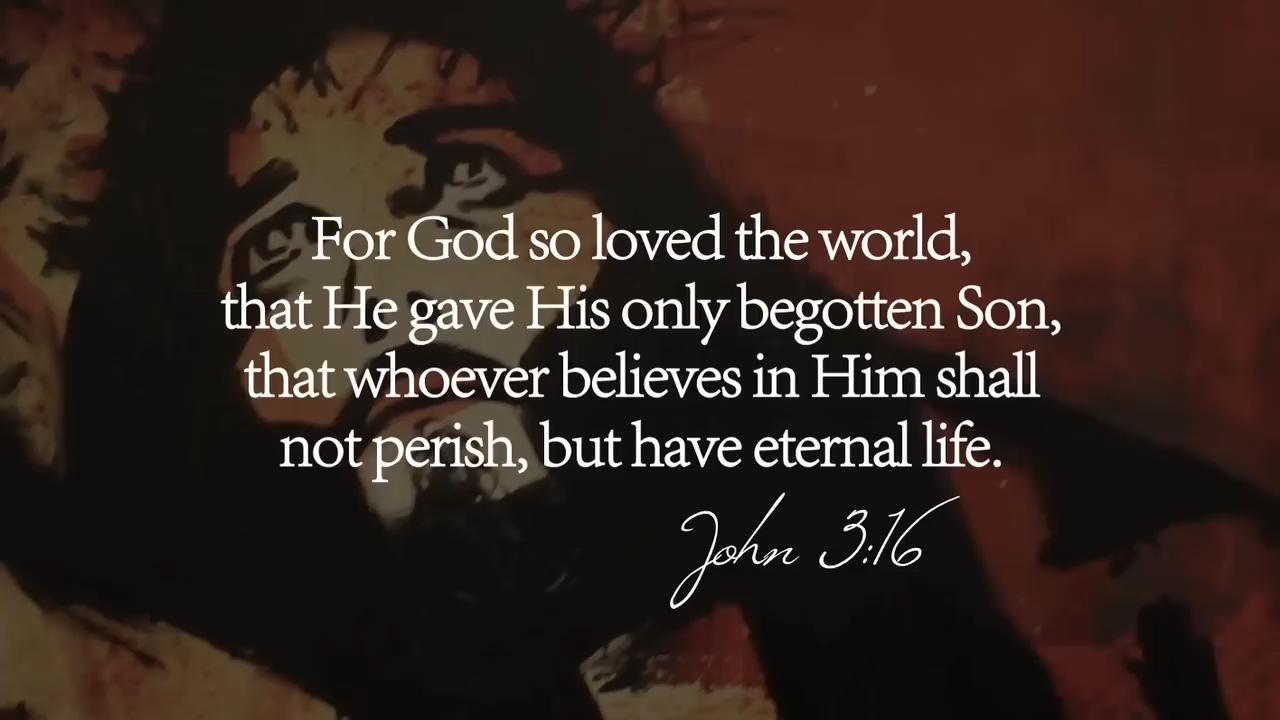 For God so loved the world,
that He gave His only begotten Son,
that whoever believes in Him shall
not perish, but have eternal life.
John 3:16